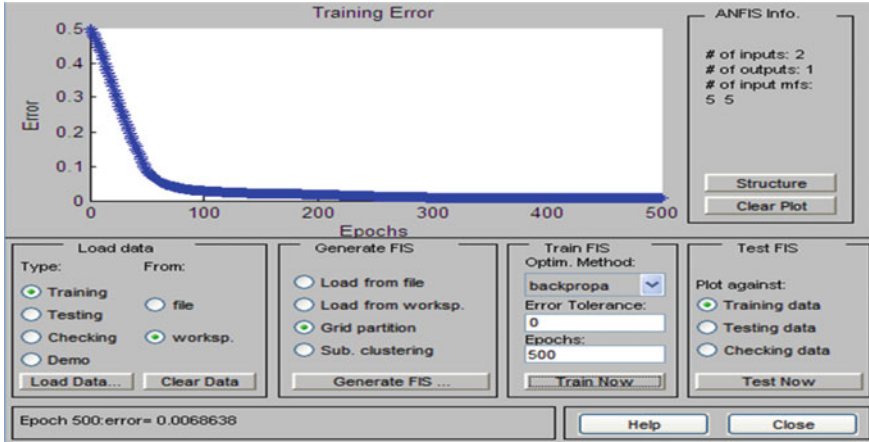 Training Error
0.5
0.4
0.3
0.2
0.1
0
Error
0 100 200 300 400 500
Epochs
ANFIS Info.
# of inputs: 2
# of outputs: 1
# of input mfs:
5 5
Structure
Clear Plot
Load data
Type: From:
Training
Testing
Checking
Demo
file
worksp.
Load Data... Clear Data
Generate FIS
Load from file
Load from worksp.
Grid partition
Sub. clustering
Generate FIS ...
Train FIS
Optim. Method:
backpropa
Error Tolerance:
0
Epochs:
500
Train Now
Test FIS
Plot against:
Training data
Testing data
Checking data
Test Now
Epoch 500:error= 0.0068638
Help Close